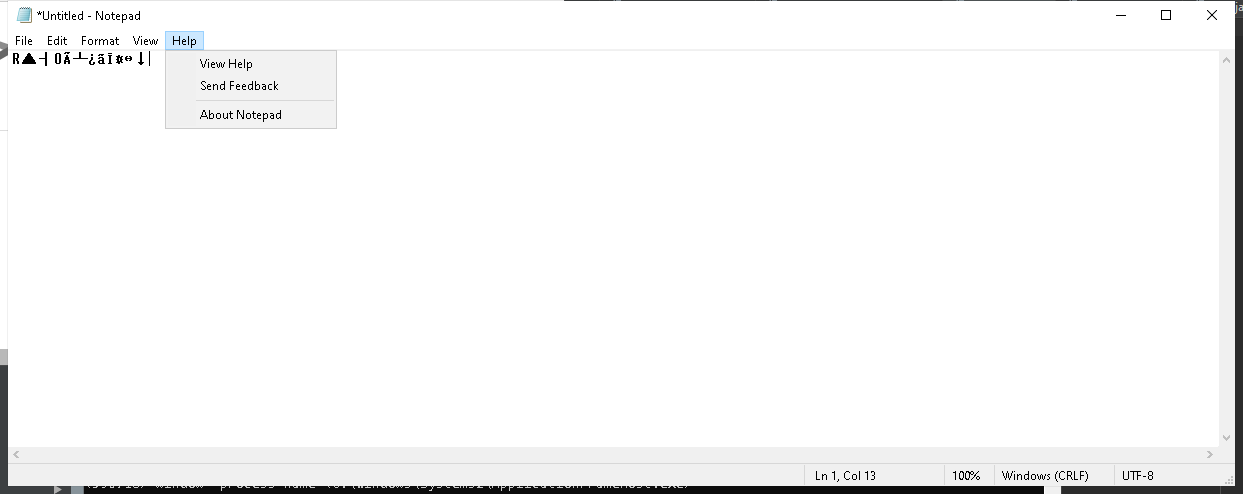 *Untitled - Notepad
File Edit Format View Help
R▲┤OÃ┴¿ãÏ¤↔↓
View Help
Send Feedback
About Notepad
Ln 1, Col 13 100% Windows (CRLF) UTF-8